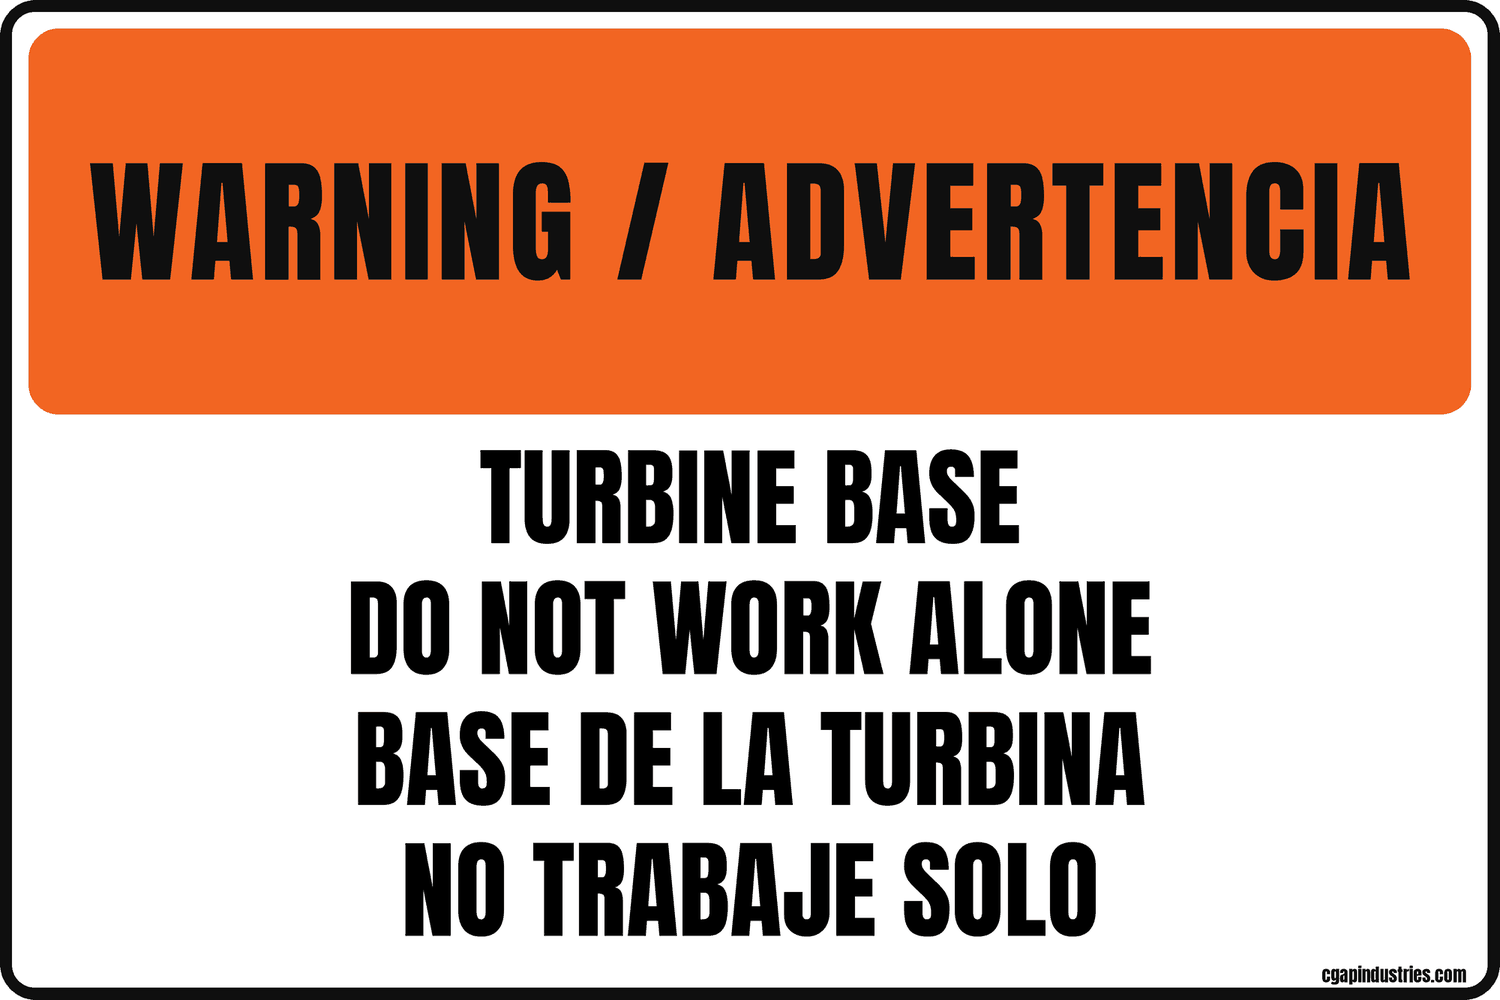 WARNING / ADVERTENCIA
TURBINE BASE
DO NOT WORK ALONE
BASE DE LA TURBINA
NO TRABAJE SOLO
cgapindustries.com